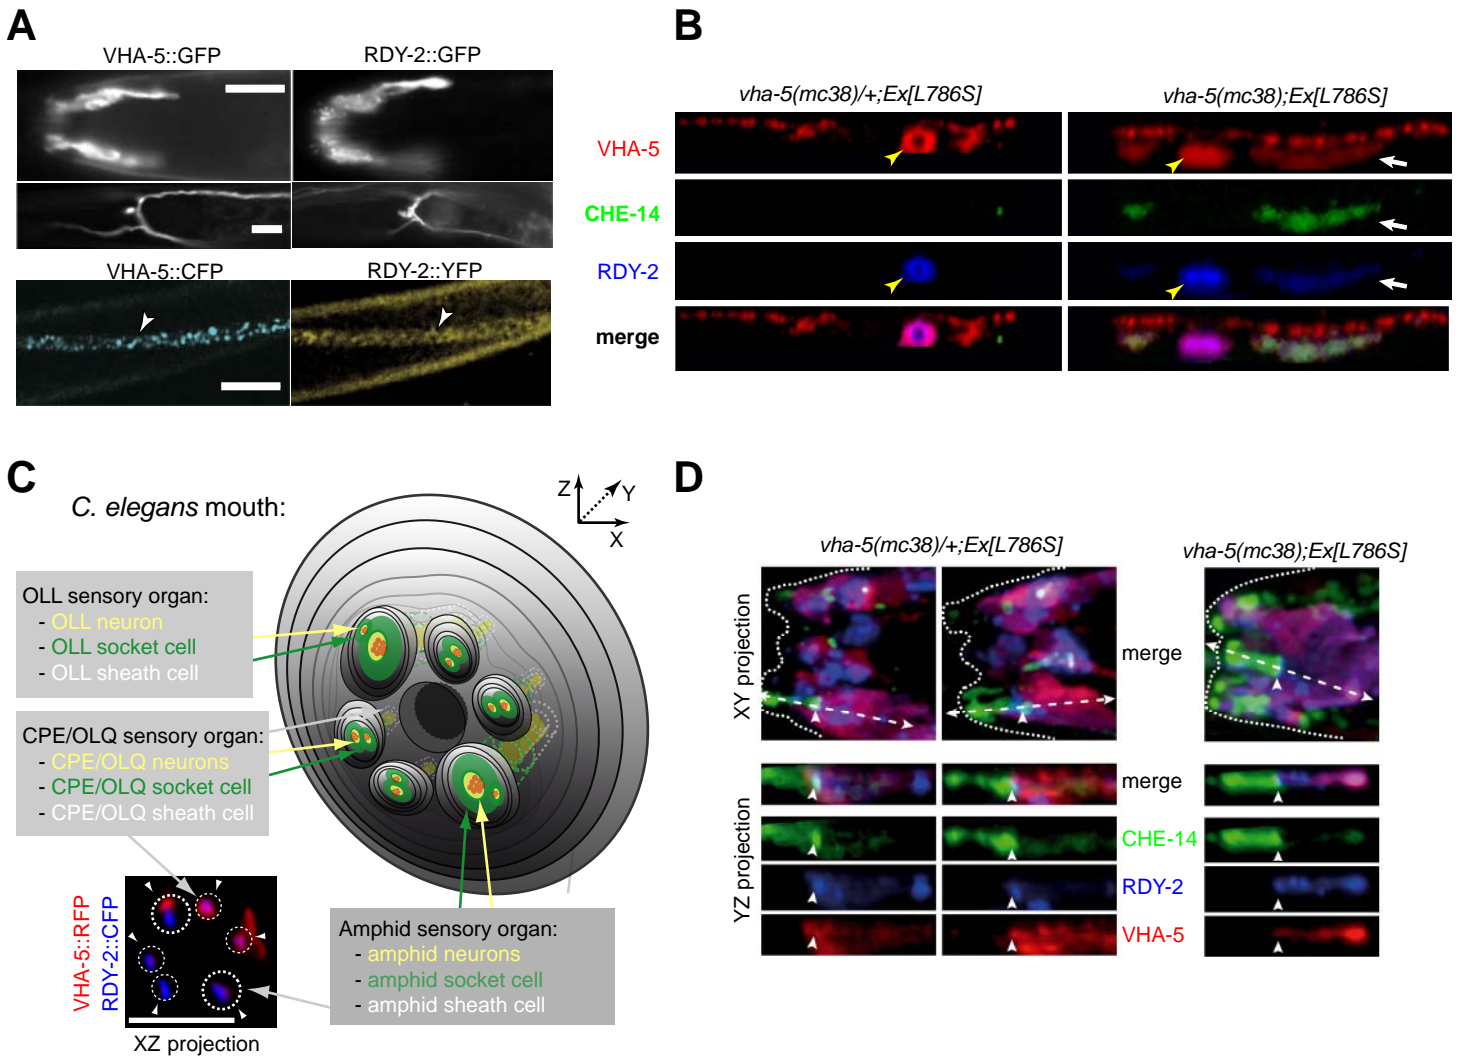 A
VHA-5::GFP
RDY-2::GFP
VHA-5::CFP
RDY-2::YFP
B
vha-5(mc38)/+;Ex[L786S]
vha-5(mc38);Ex[L786S]
VHA-5
CHE-14
RDY-2
merge
C
C. elegans mouth:
Z
Y
X
OLL sensory organ:
- OLL neuron
- OLL socket cell
- OLL sheath cell
CPE/OLQ sensory organ:
- CPE/OLQ neurons
- CPE/OLQ socket cell
- CPE/OLQ sheath cell
Amphid sensory organ:
- amphid neurons
- amphid socket cell
- amphid sheath cell
VHA-5::RFP
RDY-2::CFP
XZ projection
D
vha-5(mc38)/+;Ex[L786S]
vha-5(mc38);Ex[L786S]
XY projection
merge
YZ projection
merge
CHE-14
RDY-2
VHA-5